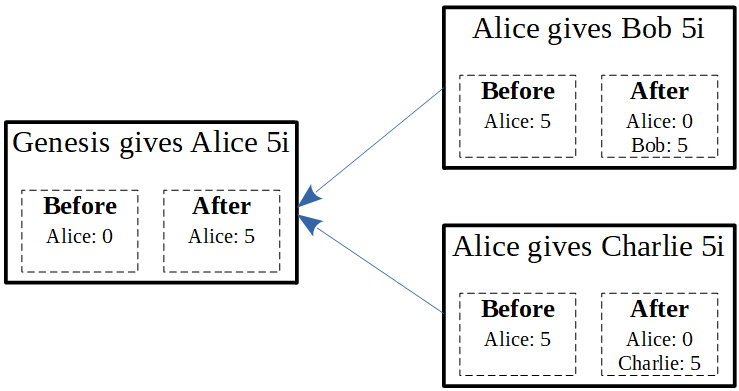 Genesis gives Alice 5i
Before
Alice: 0
After
Alice: 5
Alice gives Bob 5i
Before
Alice: 5
After
Alice: 0
Bob: 5
Alice gives Charlie 5i
Before
Alice: 5
After
Alice: 0
Charlie: 5